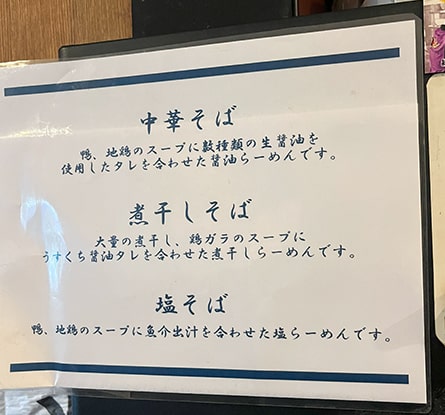 中華そば
鴨、地鶏のスープに数種類の生醤油を
使用したタレを合わせた醤油らーめんです。
煮干しそば
大量の煮干し、鶏ガラのスープに
うすくち醤油タレを合わせた煮干しらーめんです。
塩そば
鴨、地鶏のスープに魚介出汁を合わせた塩らーめんです。